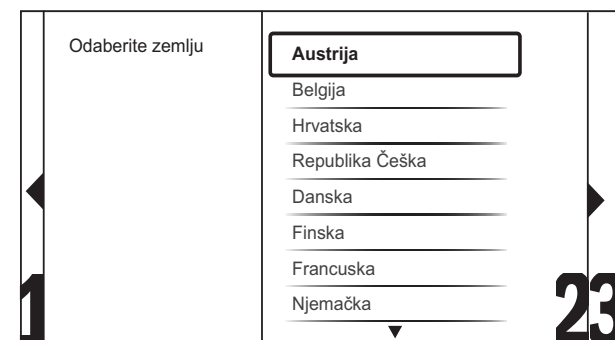 Odaberite zemlju
Austrija
Belgija
Hrvatska
Republika Češka
Danska
Finska
Francuska
Njemačka
1
23